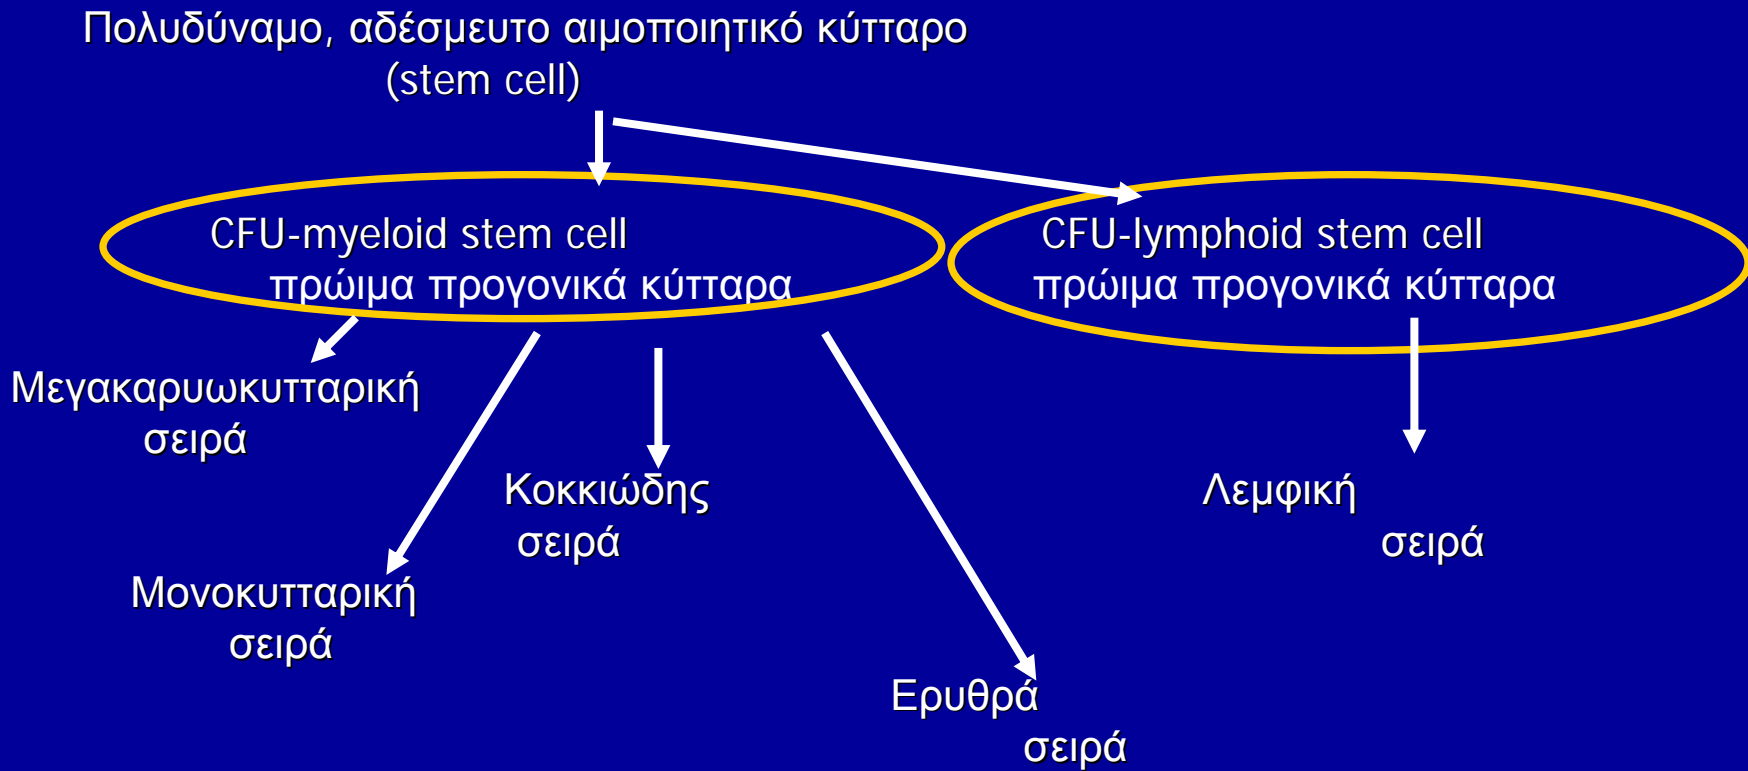 Πολυδύναμο, αδέσμευτο αιμοποιητικό κύτταρο
(stem cell)
CFU-myeloid stem cell
πρώιμα προγονικά κύτταρα
CFU-lymphoid stem cell
πρώιμα προγονικά κύτταρα
Μεγακαρυωκυτταρική
σειρά
Κοκκιώδης
σειρά
Λεμφική
σειρά
Μονοκυτταρική
σειρά
Ερυθρά
σειρά